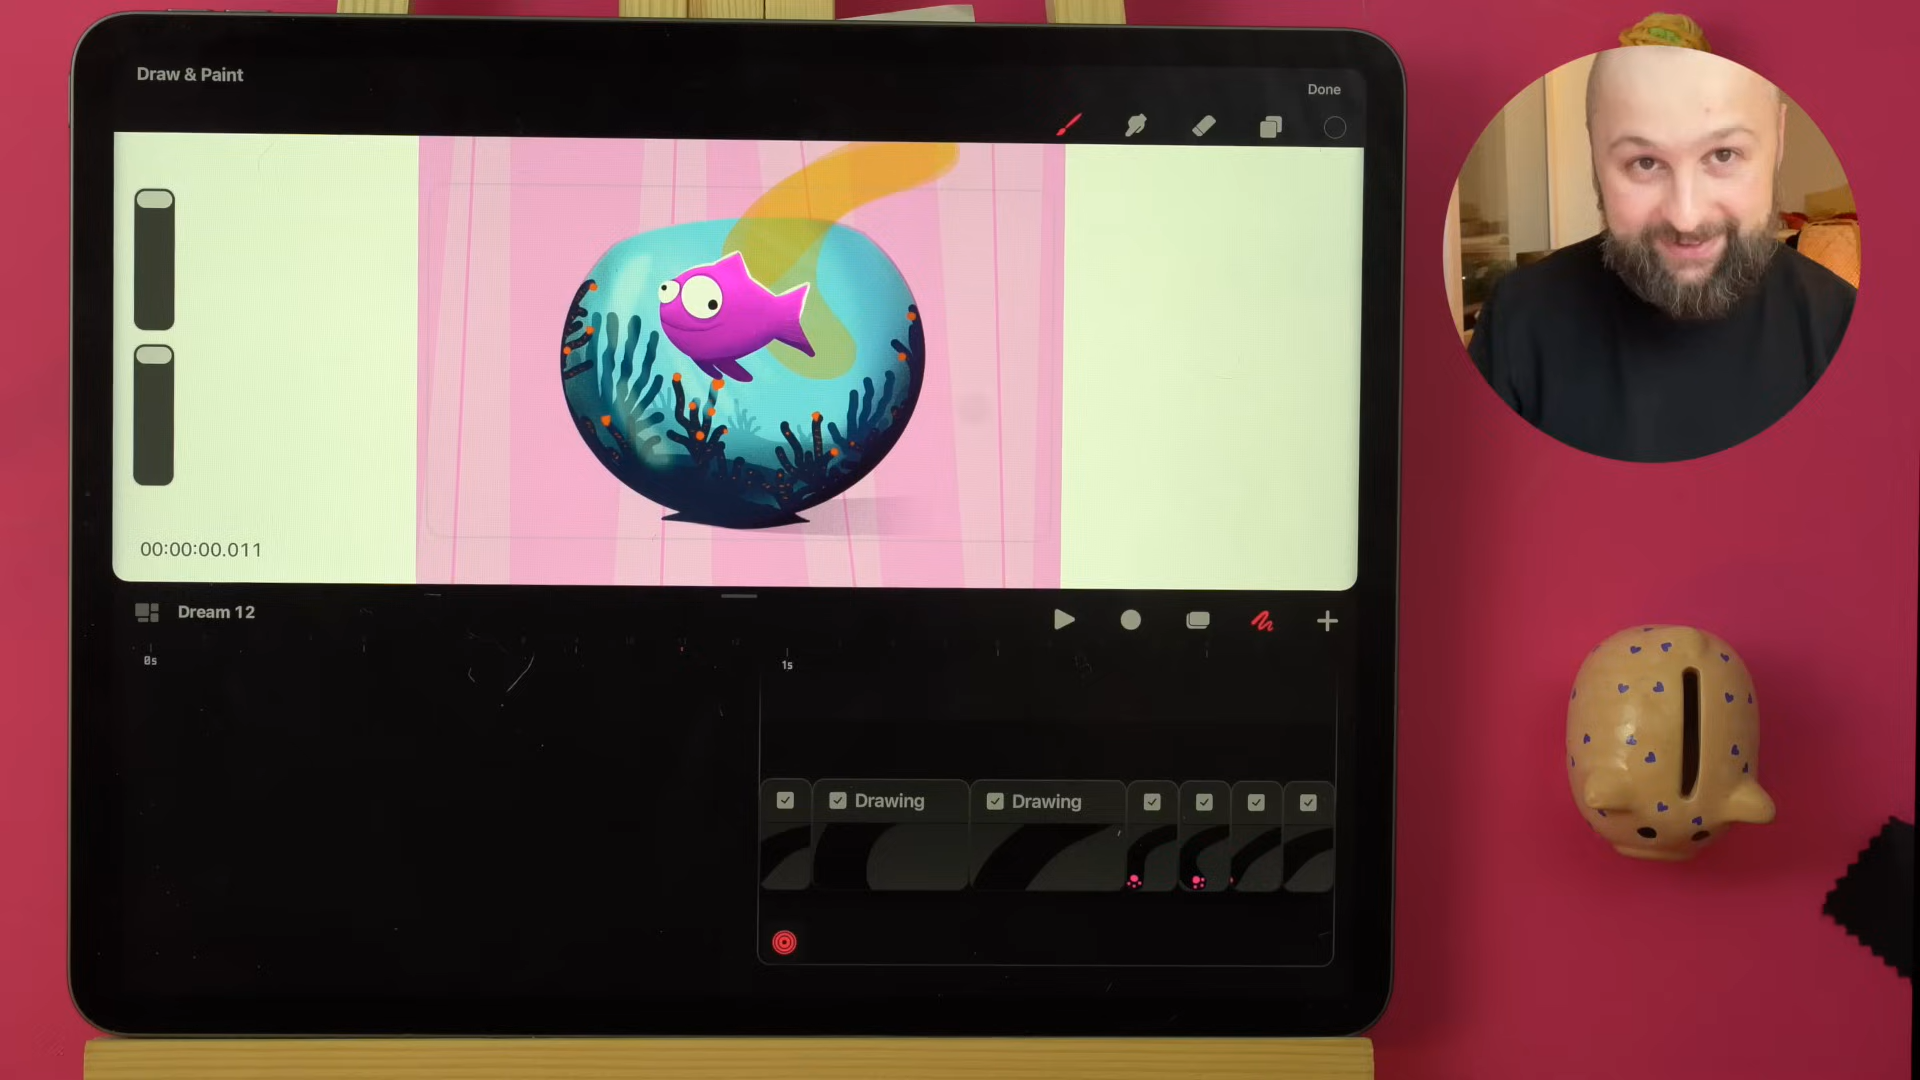 Draw & Paint
Done
00:00:00.011
Dream 12
0s
1s
Drawing
Drawing